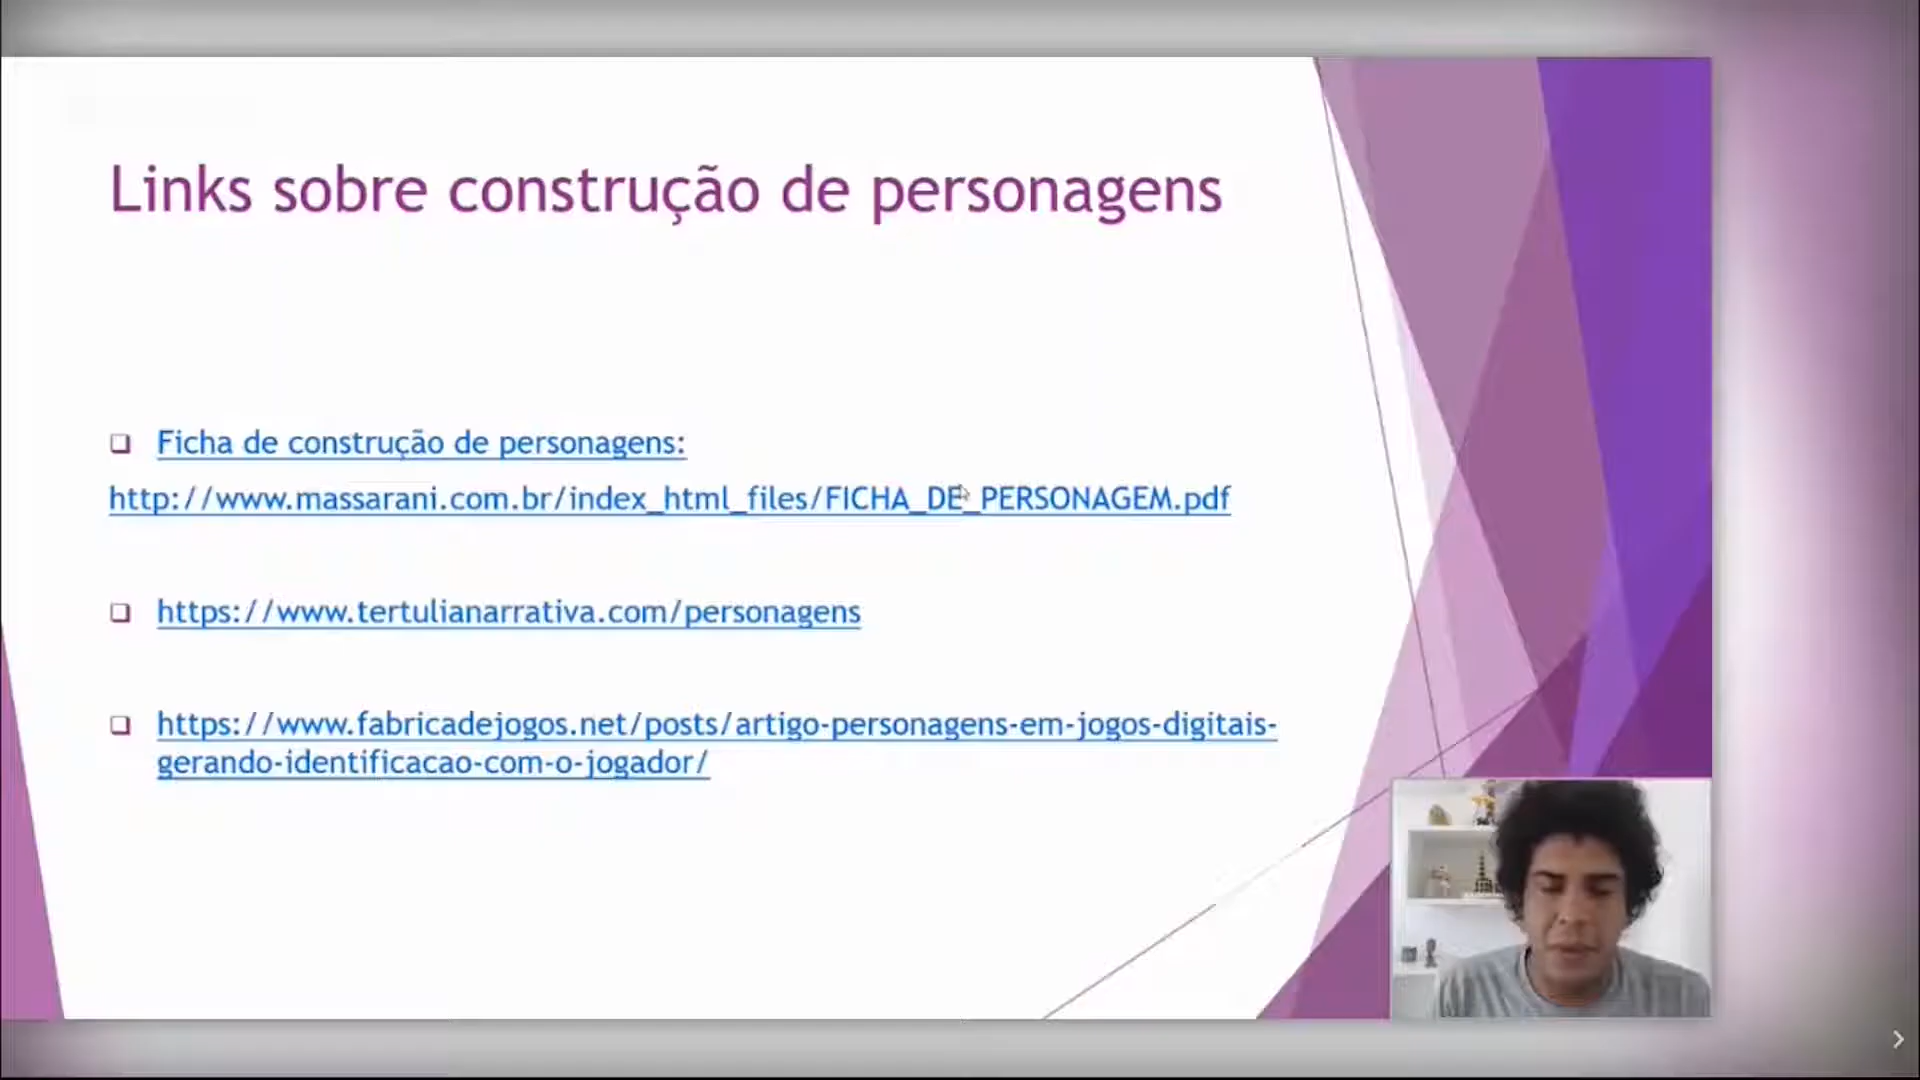 Links sobre construção de personagens
Ficha de construção de personagens:
http://www.massarani.com.br/index_html_files/FICHA_DE_PERSONAGEM.pdf
https://www.tertulianarrativa.com/personagens
https://www.fabricadejogos.net/posts/artigo-personagens-em-jogos-digitais-
gerando-identificacao-com-o-jogador/